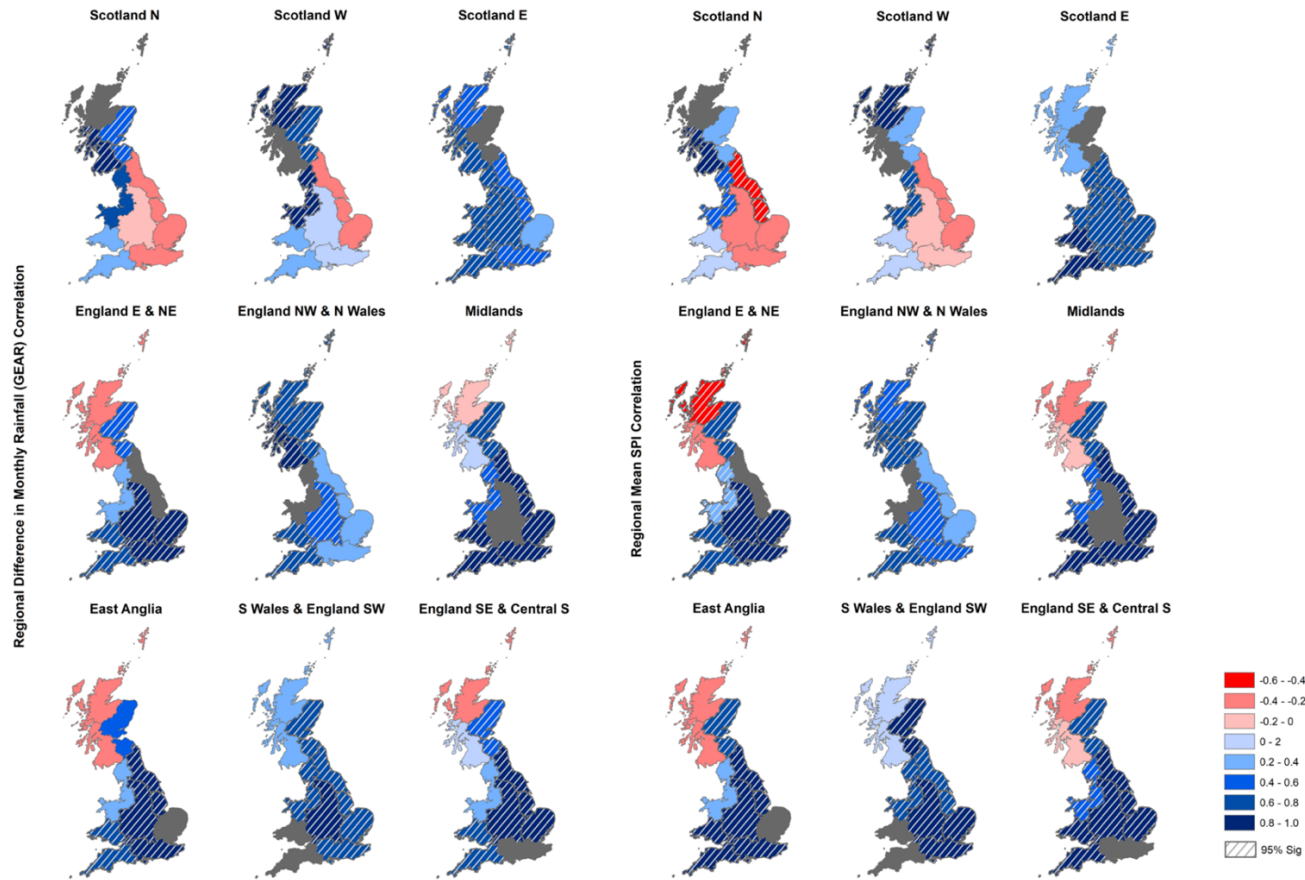 Scotland N
Scotland W
Scotland E
Scotland N
Scotland W
Scotland E
Regional Difference in Monthly Rainfall (GEAR) Correlation
England E & NE
England NW & N Wales
Midlands
Regional Mean SPI Correlation
England E & NE
England NW & N Wales
Midlands
East Anglia
S Wales & England SW
England SE & Central S
East Anglia
S Wales & England SW
England SE & Central S
-0.6 - -0.4
-0.4 - -0.2
-0.2 - 0
0 - 2
0.2 - 0.4
0.4 - 0.6
0.6 - 0.8
0.8 - 1.0
95% Sig